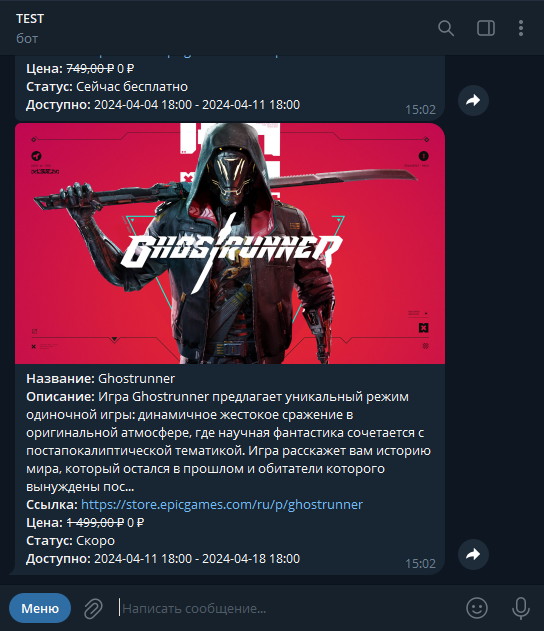 TEST
бот
Цена: 749,00 ₽ 0 ₽
Статус: Сейчас бесплатно
Доступно: 2024-04-04 18:00 - 2024-04-11 18:00
15:02
GHOSTRUNNER
Название: Ghostrunner
Описание: Игра Ghostrunner предлагает уникальный режим
одиночной игры: динамичное жестокое сражение в
оригинальной атмосфере, где научная фантастика сочетается с
постапокалиптической тематикой. Игра расскажет вам историю
мира, который остался в прошлом и обитатели которого
вынуждены пос...
Ссылка: https://store.epicgames.com/ru/p/ghostrunner
Цена: 1 499,00 ₽ 0 ₽
Статус: Скоро
Доступно: 2024-04-11 18:00 - 2024-04-18 18:00
15:02
Меню
Написать сообщение...